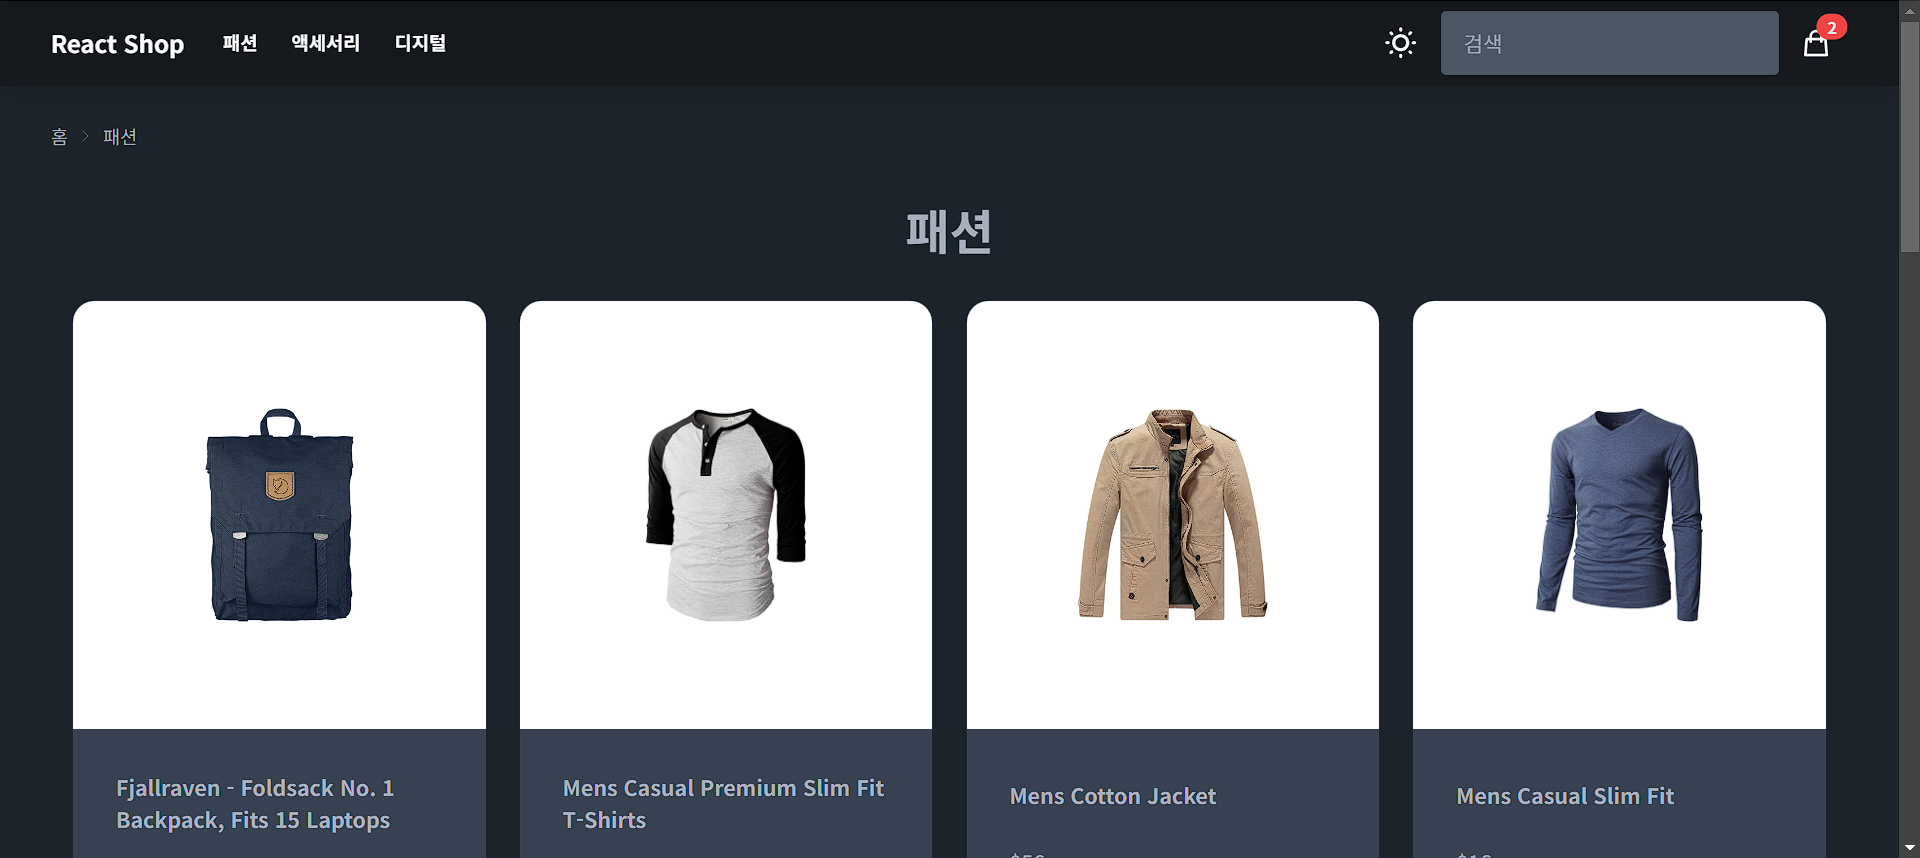 React Shop 패션 액세서리 디지털 검색 2
홈 > 패션
패션
Fjallraven - Foldsack No. 1
Backpack, Fits 15 Laptops
Mens Casual Premium Slim Fit
T-Shirts
Mens Cotton Jacket
Mens Casual Slim Fit